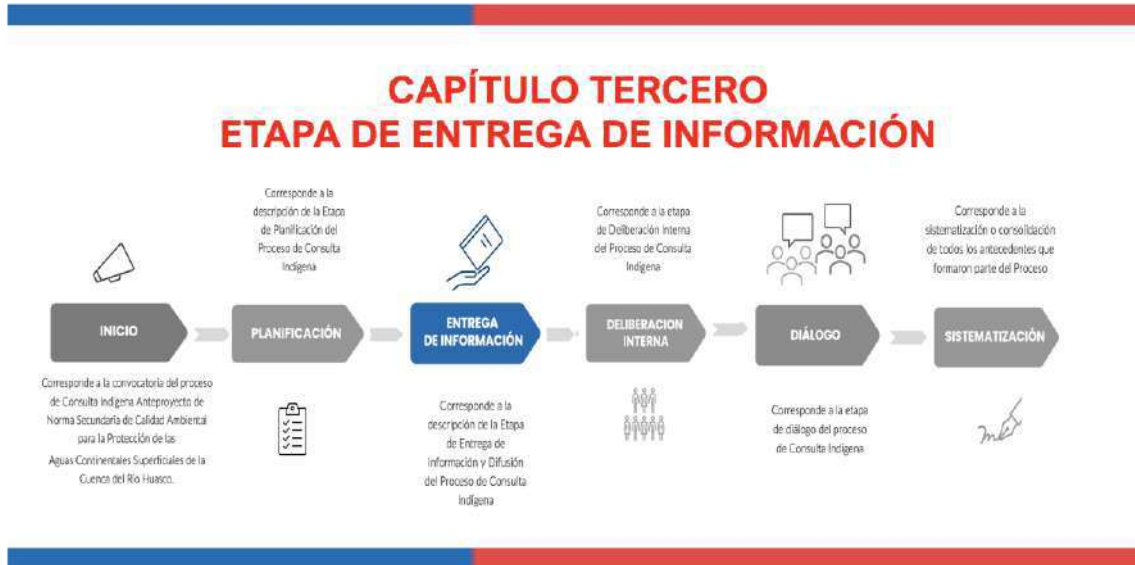 CAPÍTULO TERCERO
ETAPA DE ENTREGA DE INFORMACIÓN
INICIO
Corresponde a la convocatoria del proceso
de Consulta Indígena Anteproyecto de
Norma Secundaria de Calidad Ambiental
para la Protección de las
Aguas Continentales Superficiales de la
Cuenca del Río Huasco.
Corresponde a la
descripción de la Etapa
de Planificación del
Proceso de Consulta
Indígena
PLANIFICACIÓN
ENTREGA
DE INFORMACIÓN
Corresponde a la
descripción de la Etapa
de Entrega de
Información y Difusión
del Proceso de Consulta
Indígena
Corresponde a la etapa
de Deliberación Interna
del Proceso de Consulta
Indígena
DELIBERACION
INTERNA
DIÁLOGO
Corresponde a la etapa
de diálogo del proceso
de Consulta Indígena
Corresponde a la
sistematización o consolidación
de todos los antecedentes que
formaron parte del Proceso
SISTEMATIZACIÓN